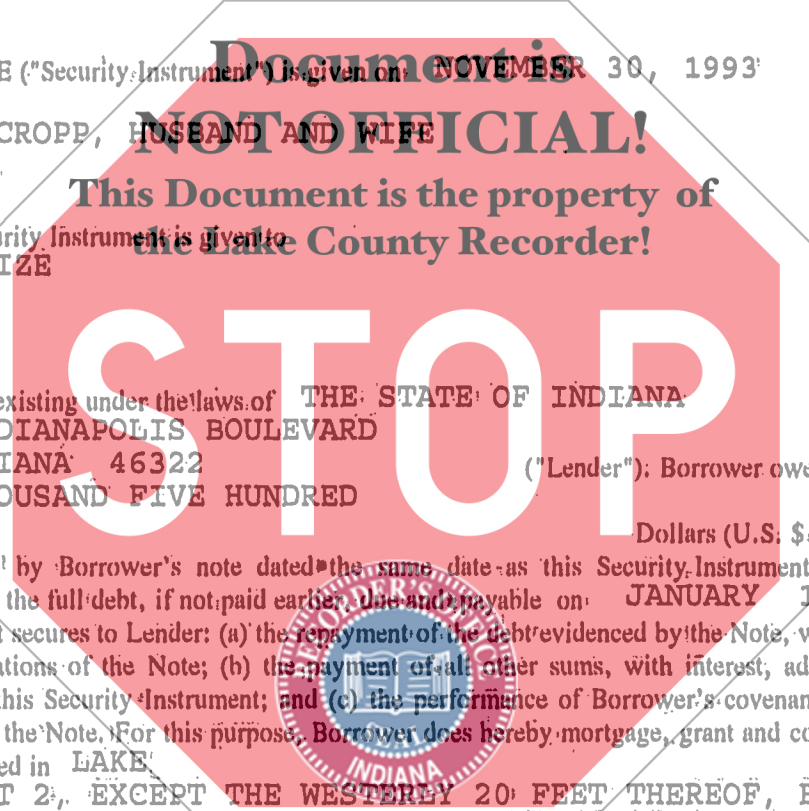 E ("Security Instrument") is given on NOVEMBER 30, 1993
Document is
CROPP, HUSBAND AND WIFE
NOT OFFICIAL!
This Document is the property of
urity Instrument is given to
the Lake County Recorder!
IZE
STOP
existing under the laws of THE STATE OF INDIANA
DIANAPOLIS BOULEVARD
IANA 46322
("Lender"). Borrower owe
OUSAND FIVE HUNDRED
Dollars (U.S. $
by Borrower's note dated the same date as this Security Instrument
the full debt, if not paid earlier, due and payable on JANUARY 1
t secures to Lender: (a) the repayment of the debt evidenced by the Note, w
ations of the Note; (b) the payment of all other sums, with interest, ad
this Security Instrument; and (c) the performance of Borrower's covenan
the Note. For this purpose, Borrower does hereby mortgage, grant and co
ed in LAKE
T 2, EXCEPT THE WESTERLY 20 FEET THEREOF,
RECORDER'S OFFICE
SEAL
INDIANA